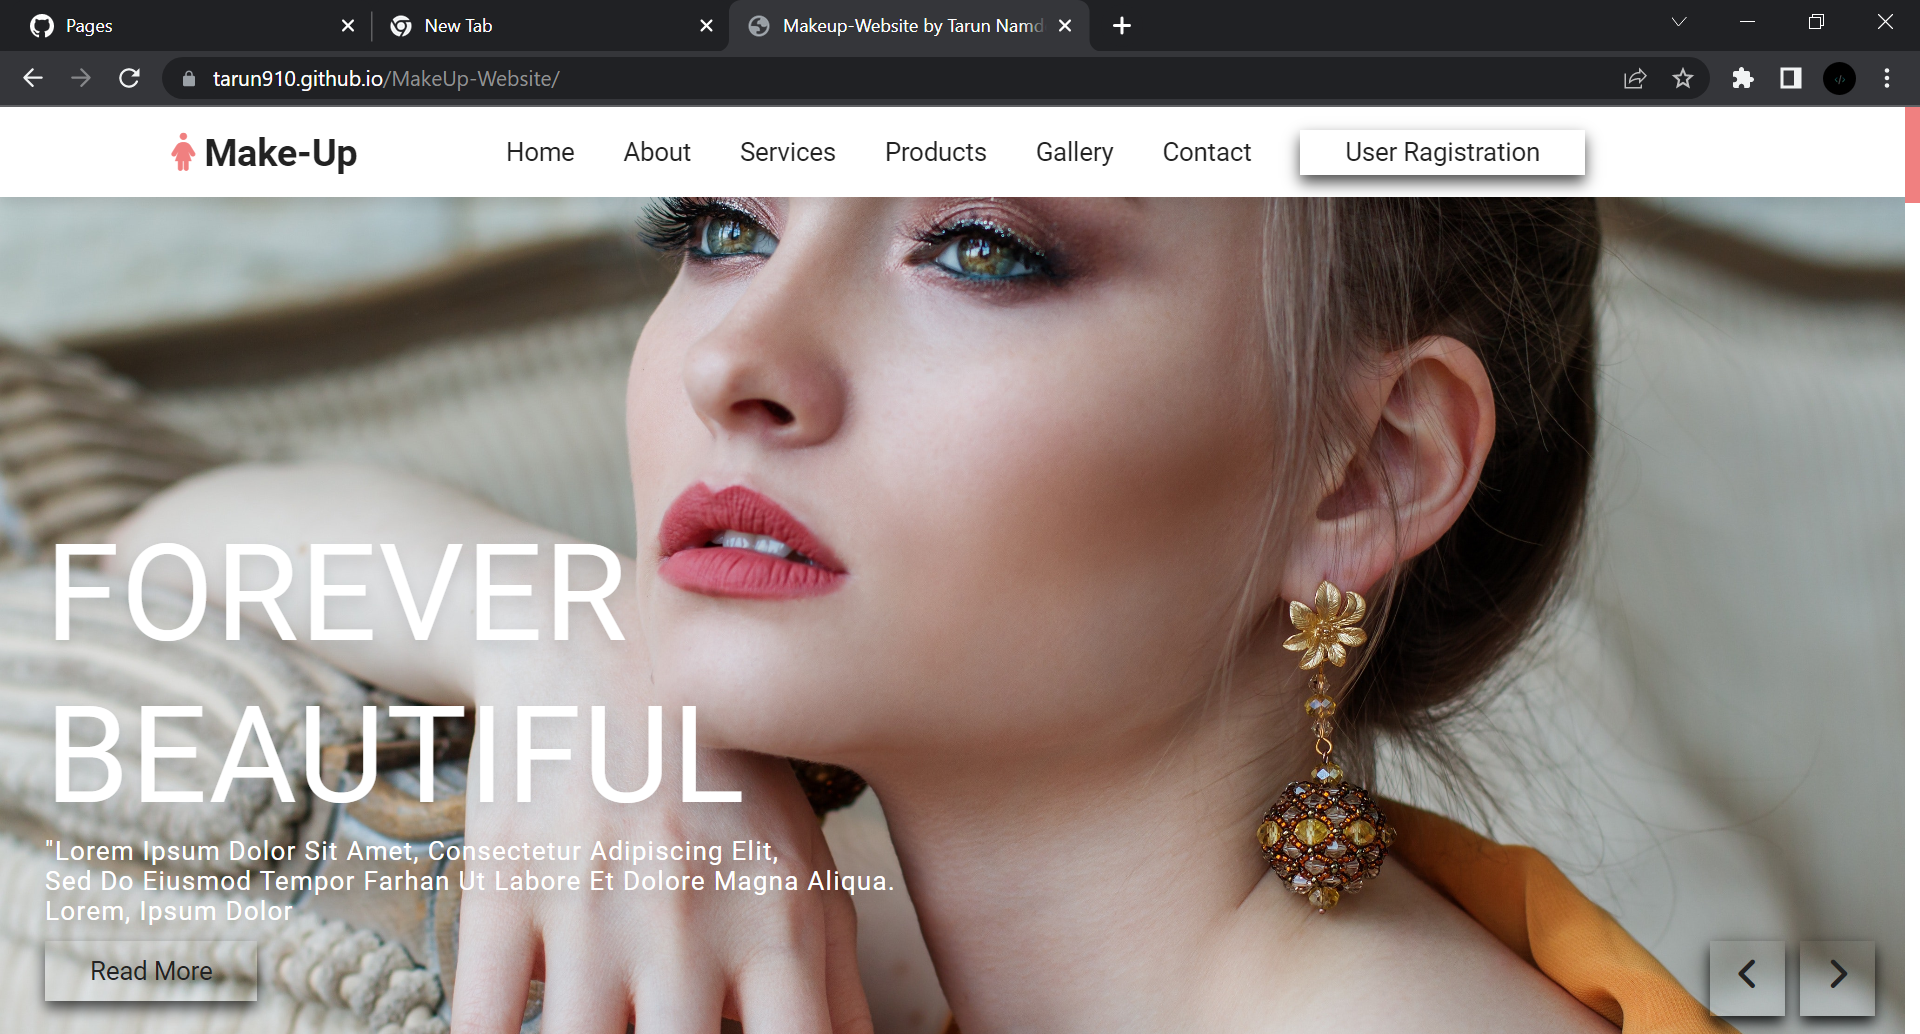 Pages
New Tab
Makeup-Website by Tarun Namd
tarun910.github.io/MakeUp-Website/
Make-Up
Home
About
Services
Products
Gallery
Contact
User Ragistration
FOREVER
BEAUTIFUL
"Lorem Ipsum Dolor Sit Amet, Consectetur Adipiscing Elit,
Sed Do Eiusmod Tempor Farhan Ut Labore Et Dolore Magna Aliqua.
Lorem, Ipsum Dolor
Read More